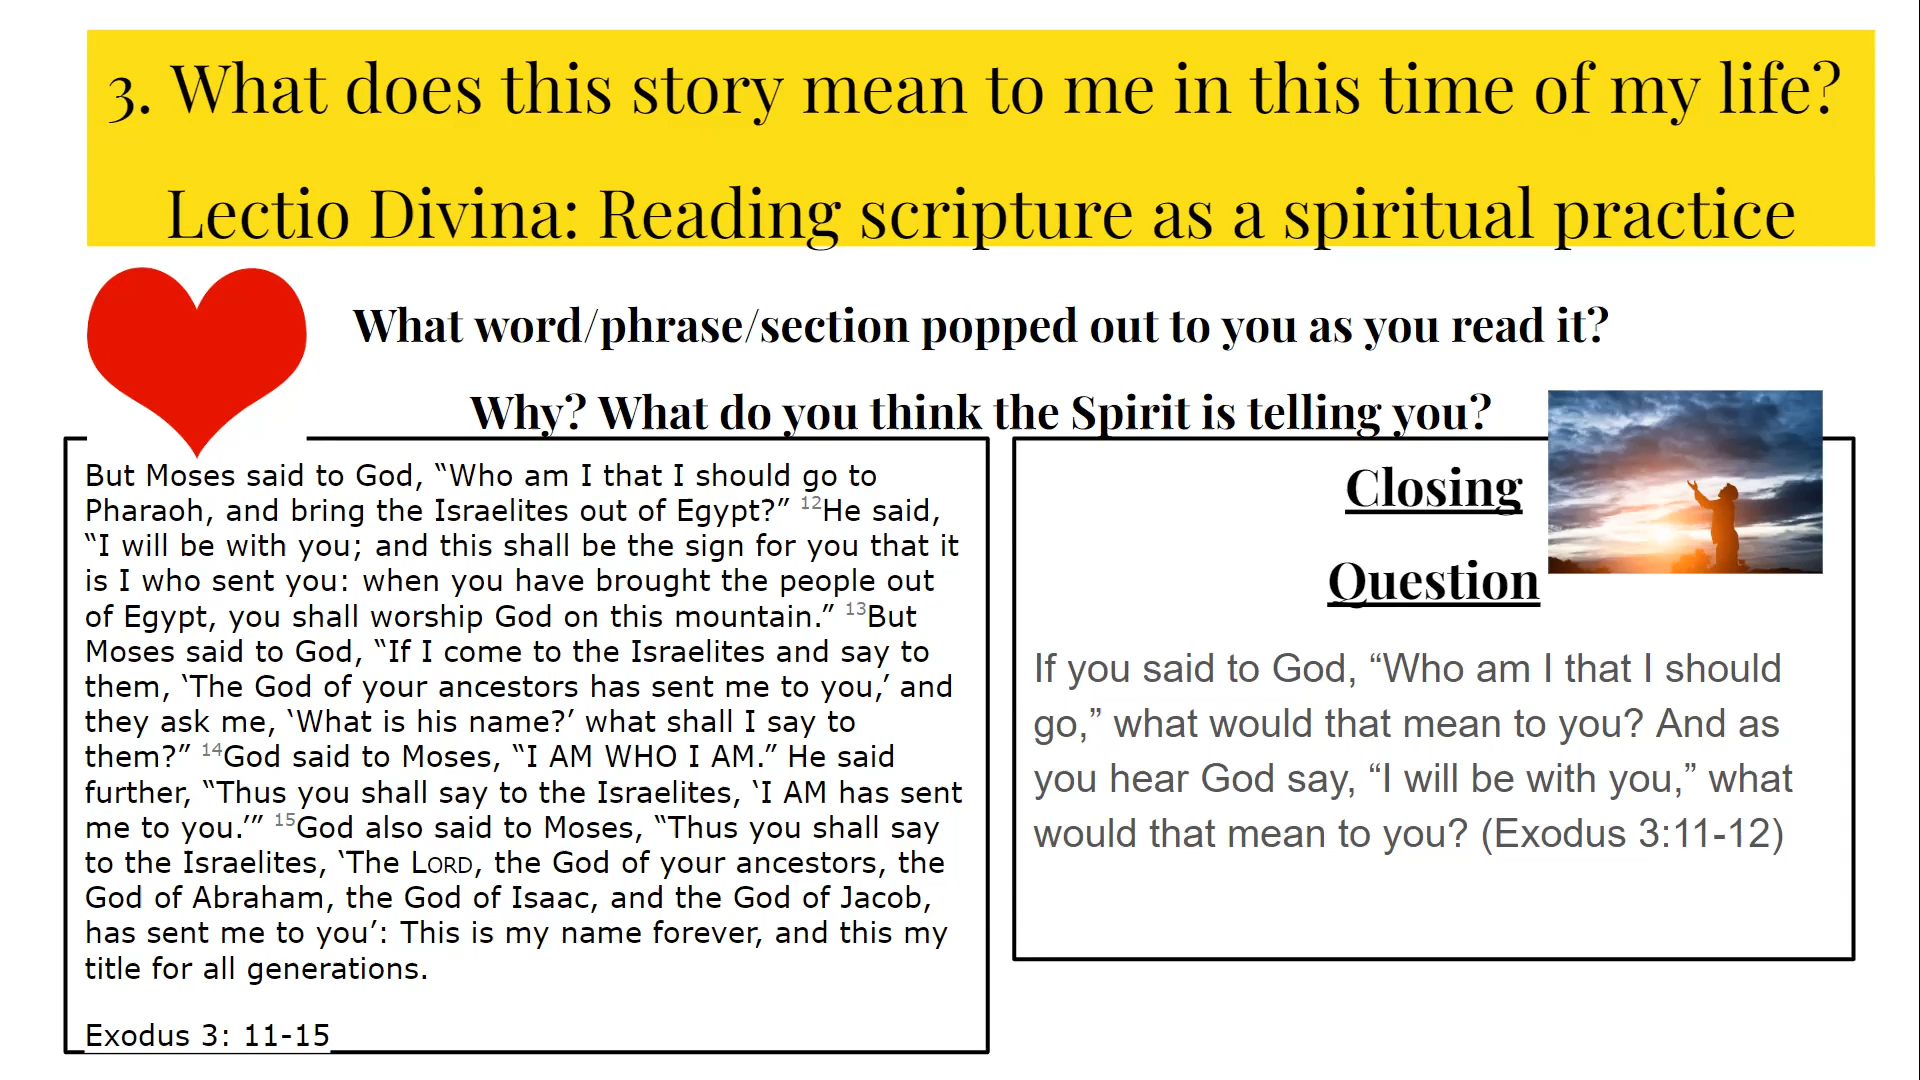 3. What does this story mean to me in this time of my life?
Lectio Divina: Reading scripture as a spiritual practice
What word/phrase/section popped out to you as you read it?
Why? What do you think the Spirit is telling you?
But Moses said to God, “Who am I that I should go to
Pharaoh, and bring the Israelites out of Egypt?” 12He said,
“I will be with you; and this shall be the sign for you that it
is I who sent you: when you have brought the people out
of Egypt, you shall worship God on this mountain.” 13But
Moses said to God, “If I come to the Israelites and say to
them, ‘The God of your ancestors has sent me to you,’ and
they ask me, ‘What is his name?’ what shall I say to
them?” 14God said to Moses, “I AM WHO I AM.” He said
further, “Thus you shall say to the Israelites, ‘I AM has sent
me to you.’” 15God also said to Moses, “Thus you shall say
to the Israelites, ‘The LORD, the God of your ancestors, the
God of Abraham, the God of Isaac, and the God of Jacob,
has sent me to you’: This is my name forever, and this my
title for all generations.
Exodus 3: 11-15
Closing
Question
If you said to God, “Who am I that I should
go,” what would that mean to you? And as
you hear God say, “I will be with you,” what
would that mean to you? (Exodus 3:11-12)